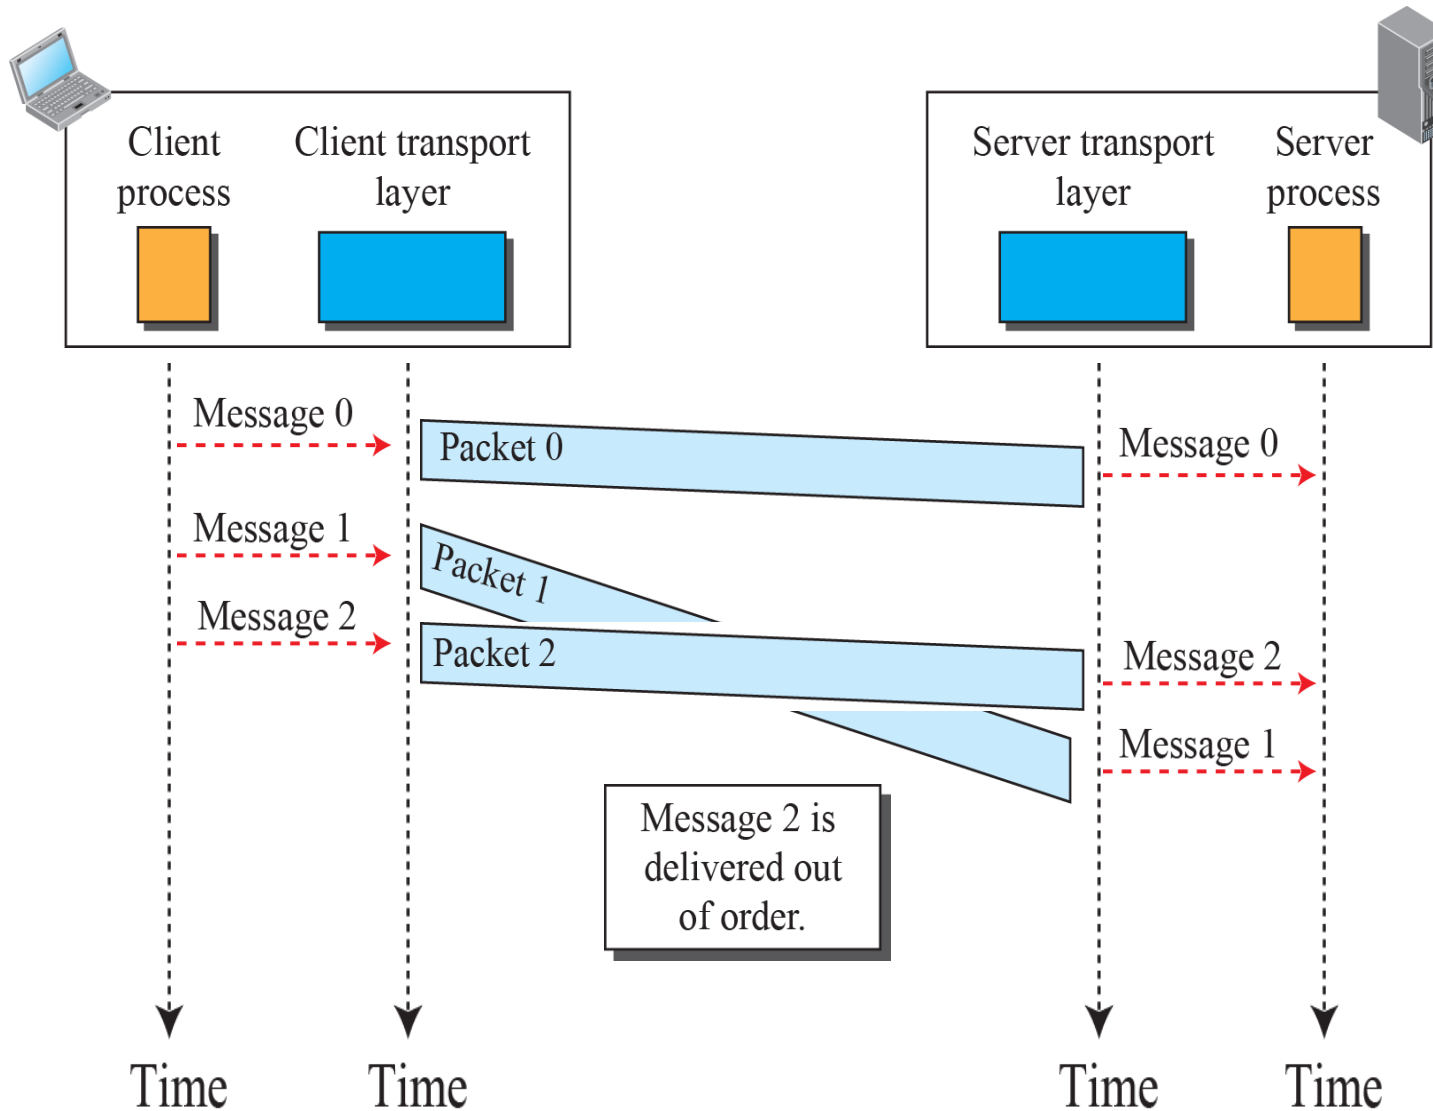 Client
process
Client transport
layer
Server transport
layer
Server
process
Message 0
Packet 0
Message 0
Message 1
Packet 1
Message 2
Packet 2
Message 2
Message 1
Message 2 is
delivered out
of order.
Time
Time
Time
Time